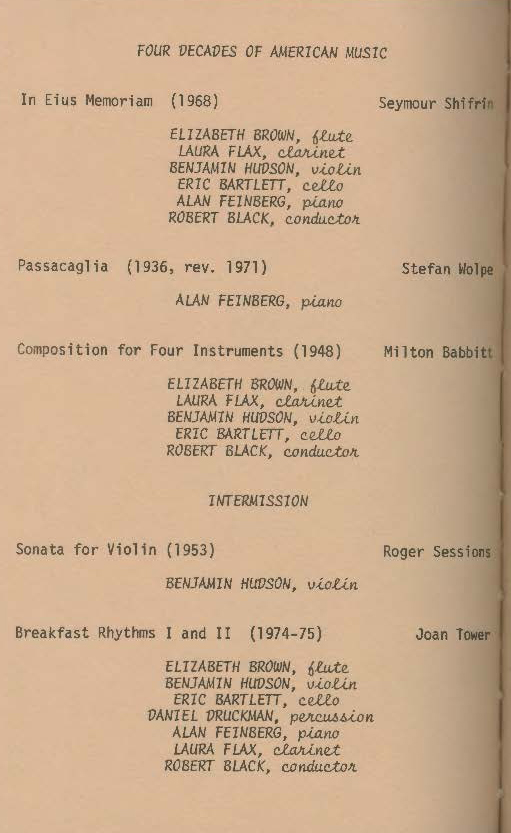 FOUR DECADES OF AMERICAN MUSIC
In Eius Memoriam (1968) Seymour Shifrin
ELIZABETH BROWN, flute
LAURA FLAX, clarinet
BENJAMIN HUDSON, violin
ERIC BARTLETT, cello
ALAN FEINBERG, piano
ROBERT BLACK, conductor
Passacaglia (1936, rev. 1971) Stefan Wolpe
ALAN FEINBERG, piano
Composition for Four Instruments (1948) Milton Babbitt
ELIZABETH BROWN, flute
LAURA FLAX, clarinet
BENJAMIN HUDSON, violin
ERIC BARTLETT, cello
ROBERT BLACK, conductor
INTERMISSION
Sonata for Violin (1953) Roger Sessions
BENJAMIN HUDSON, violin
Breakfast Rhythms I and II (1974-75) Joan Tower
ELIZABETH BROWN, flute
BENJAMIN HUDSON, violin
ERIC BARTLETT, cello
DANIEL DRUCKMAN, percussion
ALAN FEINBERG, piano
LAURA FLAX, clarinet
ROBERT BLACK, conductor